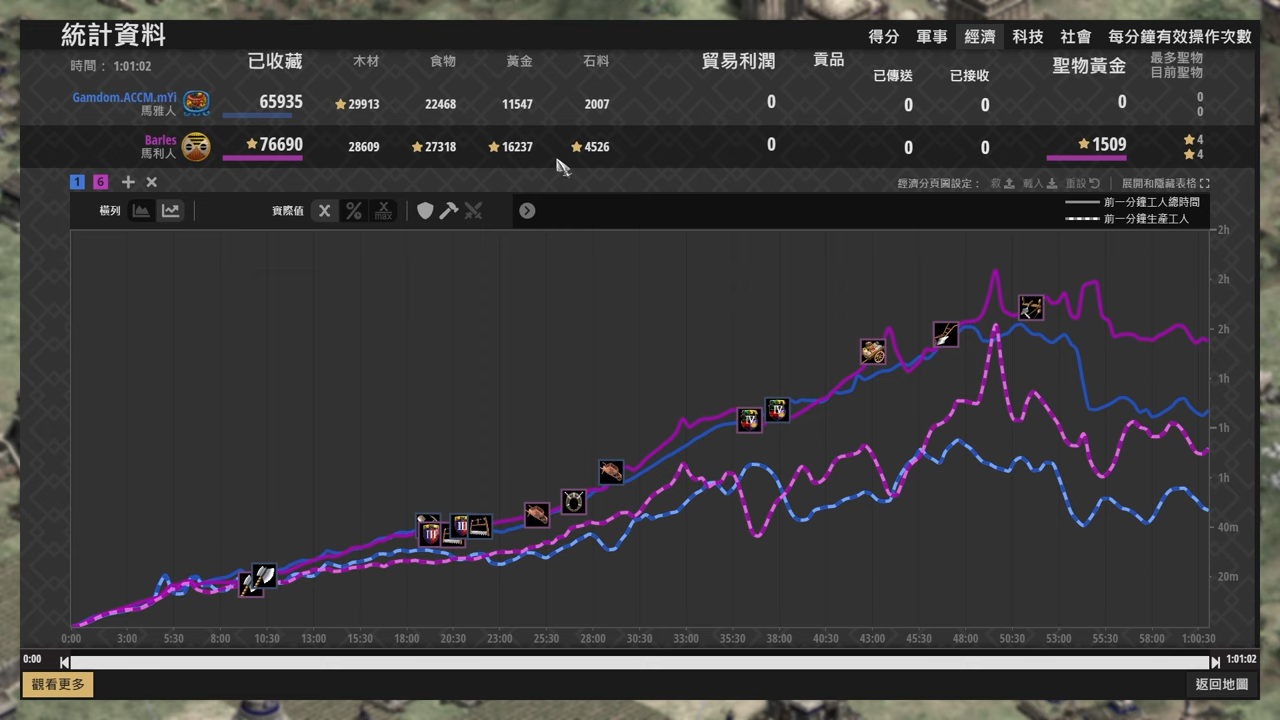 統計資料
得分 軍事 經濟 科技 社會 每分鐘有效操作次數
時間： 1:01:02
已收藏 木材 食物 黃金 石料 貿易利潤 貢品 已傳送 已接收 聖物黃金 最多聖物
目前聖物
Gamdom.ACCM.mYi
馬雅人
65935 29913 22468 11547 2007 0 0 0 0 0
0
Barles
馬利人
76690 28609 27318 16237 4526 0 0 0 1509 4
4
1 6
經濟分頁圖設定： 載入 重設 展開和隱藏表格
橫列 實際值 X % X max
前一分鐘工人總時間
前一分鐘生產工人
2h
2h
2h
1h
1h
1h
40m
20m
III III IV IV
0:00 3:00 5:30 8:00 10:30 13:00 15:30 18:00 20:30 23:00 25:30 28:00 30:30 33:00 35:30 38:00 40:30 43:00 45:30 48:00 50:30 53:00 55:30 58:00 1:00:30
0:00 1:01:02
觀看更多 返回地圖